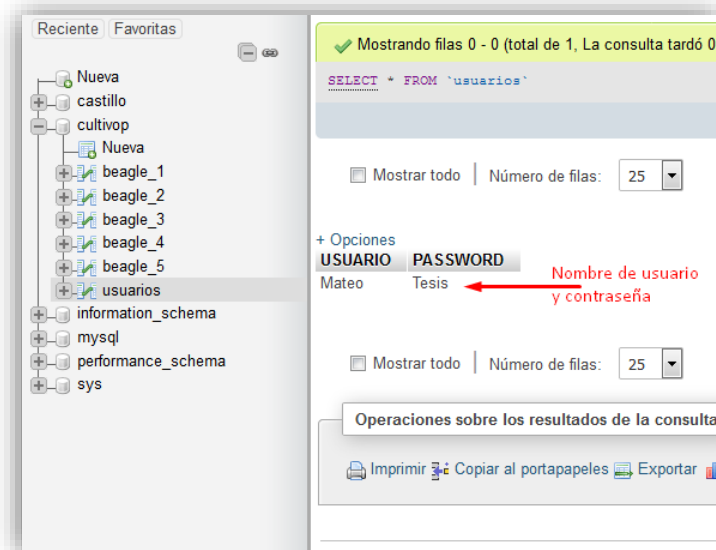 Reciente Favoritas
Nueva
castillo
cultivop
Nueva
beagle_1
beagle_2
beagle_3
beagle_4
beagle_5
usuarios
information_schema
mysql
performance_schema
sys
Mostrando filas 0 - 0 (total de 1, La consulta tardó 0
SELECT * FROM `usuarios`
Mostrar todo | Número de filas: 25
+ Opciones
USUARIO PASSWORD
Mateo Tesis
Nombre de usuario
y contraseña
Mostrar todo | Número de filas: 25
Operaciones sobre los resultados de la consulta
Imprimir Copiar al portapapeles Exportar